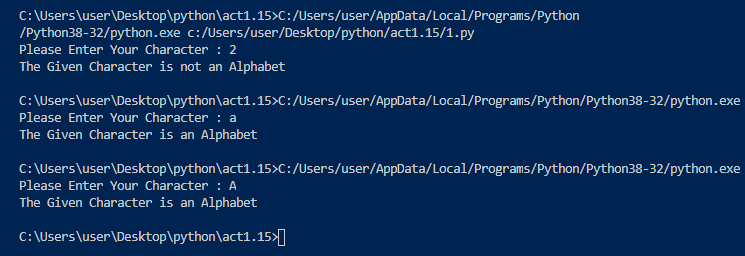 C:\Users\user\Desktop\python\act1.15>C:/Users/user/AppData/Local/Programs/Python
/Python38-32/python.exe c:/Users/user/Desktop/python/act1.15/1.py
Please Enter Your Character : 2
The Given Character is not an Alphabet
C:\Users\user\Desktop\python\act1.15>C:/Users/user/AppData/Local/Programs/Python/Python38-32/python.exe
Please Enter Your Character : a
The Given Character is an Alphabet
C:\Users\user\Desktop\python\act1.15>C:/Users/user/AppData/Local/Programs/Python/Python38-32/python.exe
Please Enter Your Character : A
The Given Character is an Alphabet
C:\Users\user\Desktop\python\act1.15>